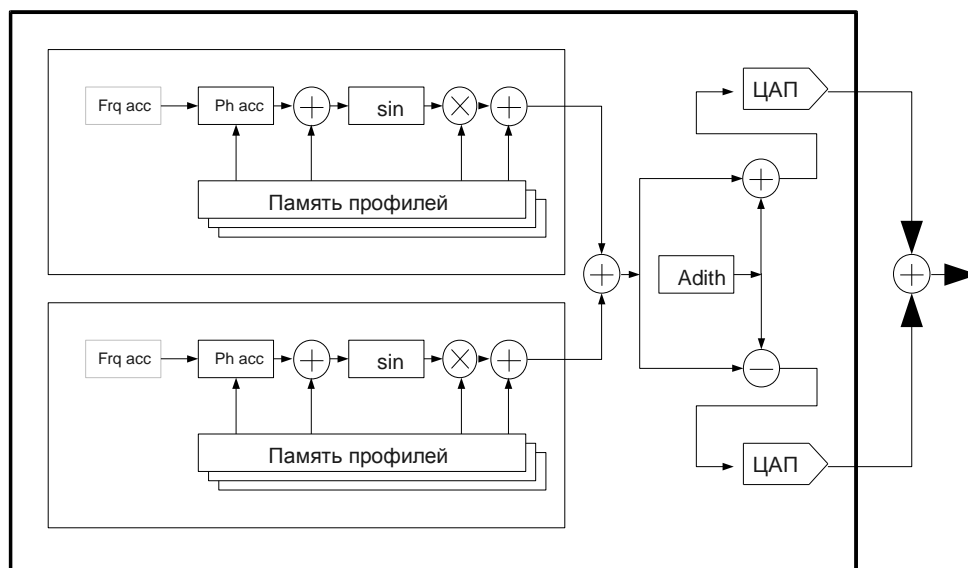 ЦАП
Frq acc
Ph acc
sin
Память профилей
Adith
Frq acc
Ph acc
sin
Память профилей
ЦАП